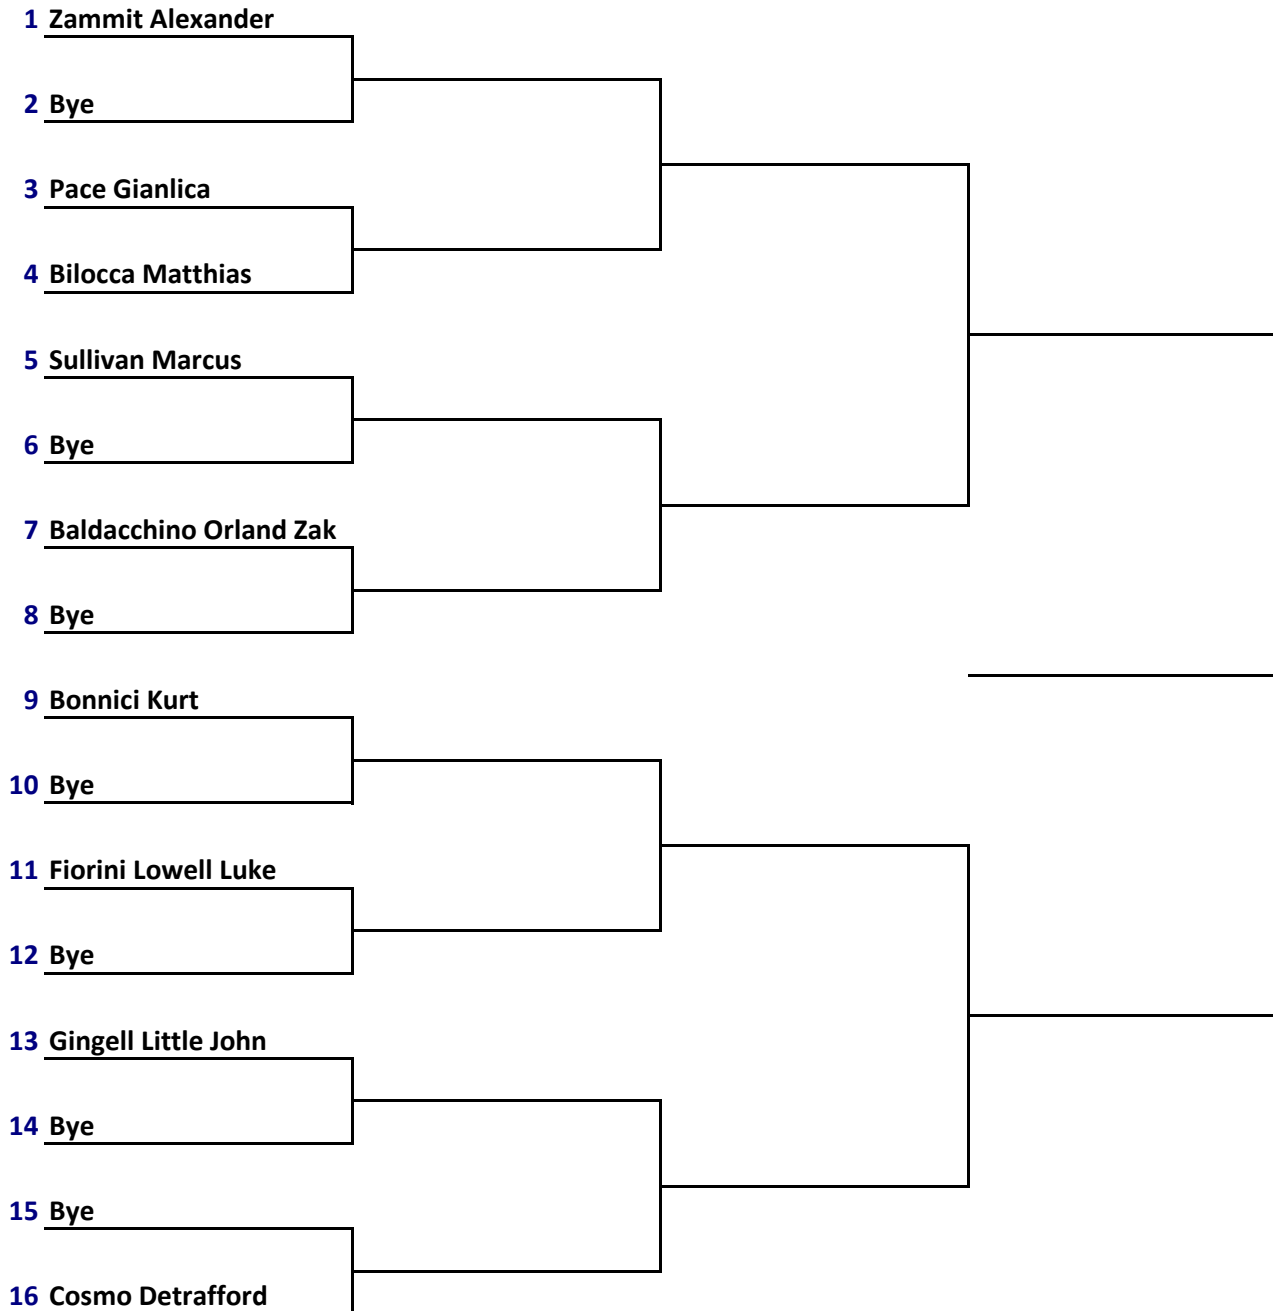 1 Zammit Alexander
2 Bye
3 Pace Gianlica
4 Bilocca Matthias
5 Sullivan Marcus
6 Bye
7 Baldacchino Orland Zak
8 Bye
9 Bonnici Kurt
10 Bye
11 Fiorini Lowell Luke
12 Bye
13 Gingell Little John
14 Bye
15 Bye
16 Cosmo Detrafford